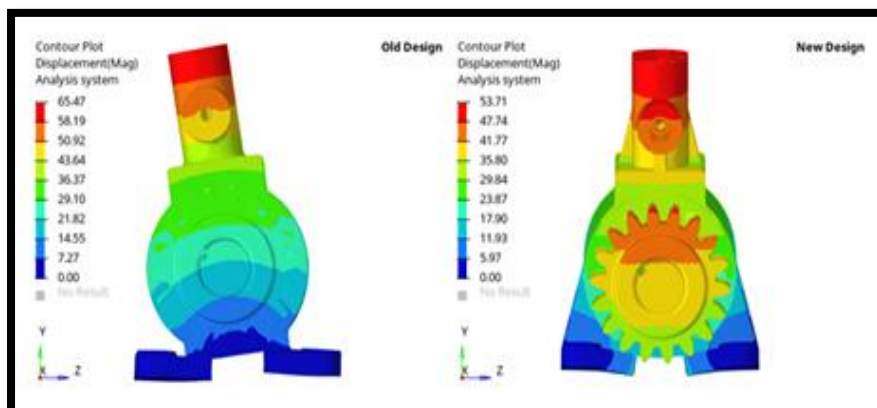 Contour Plot
Displacement(Mag)
Analysis system
Old Design
65.47
58.19
50.92
43.64
36.37
29.10
21.82
14.55
7.27
0.00
No Result
Y
X
Z
Contour Plot
Displacement(Mag)
Analysis system
New Design
53.71
47.74
41.77
35.80
29.84
23.87
17.90
11.93
5.97
0.00
No Result
Y
X
Z